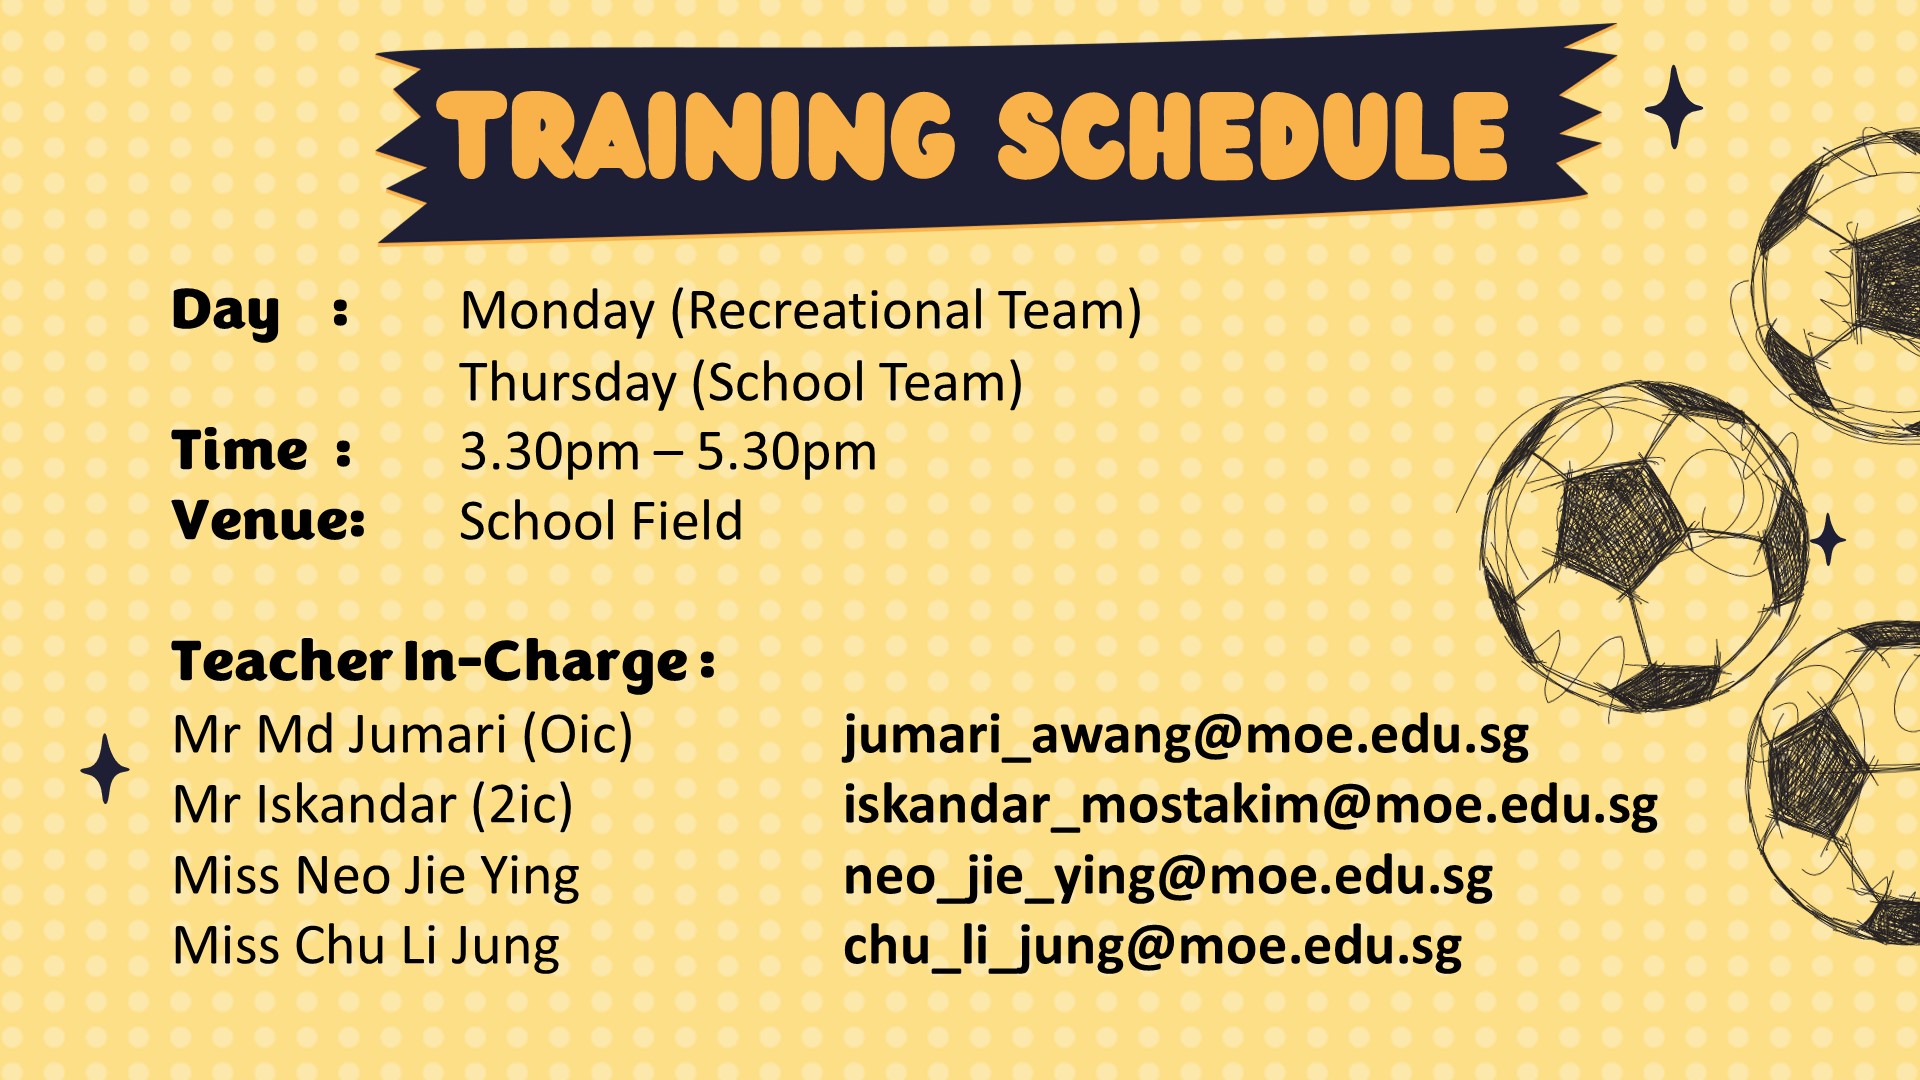 TRAINING SCHEDULE
Day : Monday (Recreational Team)
Thursday (School Team)
Time : 3.30pm – 5.30pm
Venue: School Field
Teacher In-Charge :
Mr Md Jumari (Oic) jumari_awang@moe.edu.sg
Mr Iskandar (2ic) iskandar_mostakim@moe.edu.sg
Miss Neo Jie Ying neo_jie_ying@moe.edu.sg
Miss Chu Li Jung chu_li_jung@moe.edu.sg